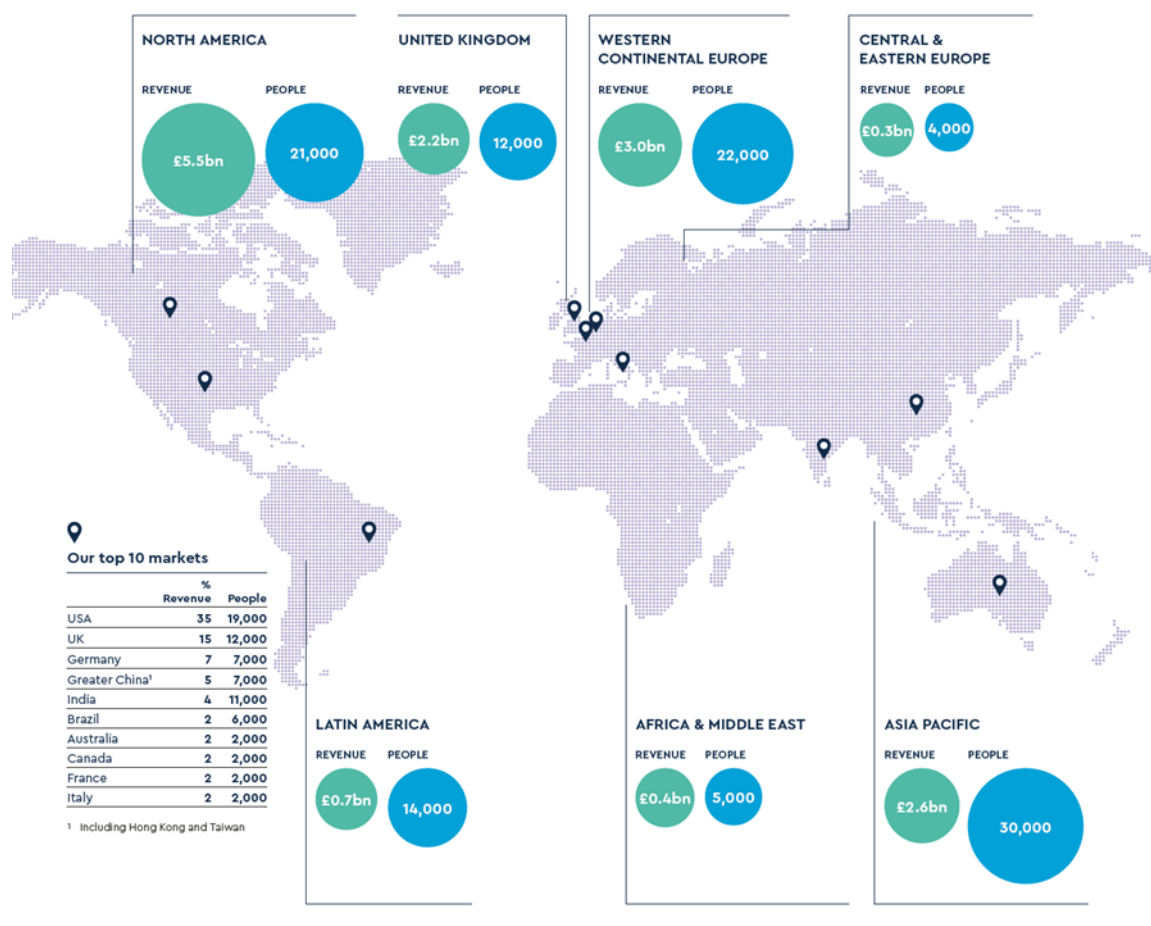 NORTH AMERICA
REVENUE PEOPLE
£5.5bn 21,000
UNITED KINGDOM
REVENUE PEOPLE
£2.2bn 12,000
WESTERN
CONTINENTAL EUROPE
REVENUE PEOPLE
£3.0bn 22,000
CENTRAL &
EASTERN EUROPE
REVENUE PEOPLE
£0.3bn 4,000
Our top 10 markets
%
Revenue People
USA 35 19,000
UK 15 12,000
Germany 7 7,000
Greater China¹ 5 7,000
India 4 11,000
Brazil 2 6,000
Australia 2 2,000
Canada 2 2,000
France 2 2,000
Italy 2 2,000
¹ Including Hong Kong and Taiwan
LATIN AMERICA
REVENUE PEOPLE
£0.7bn 14,000
AFRICA & MIDDLE EAST
REVENUE PEOPLE
£0.4bn 5,000
ASIA PACIFIC
REVENUE PEOPLE
£2.6bn 30,000